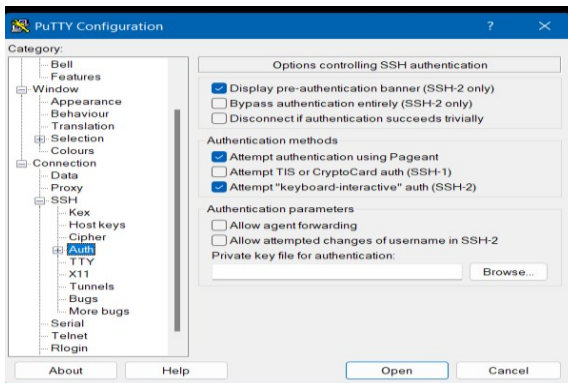 PuTTY Configuration
?
Category:
Bell
Features
Window
Appearance
Behaviour
Translation
Selection
Colours
Connection
Data
Proxy
SSH
Kex
Host keys
Cipher
Auth
TTY
X11
Tunnels
Bugs
More bugs
Serial
Telnet
Rlogin
Options controlling SSH authentication
Display pre-authentication banner (SSH-2 only)
Bypass authentication entirely (SSH-2 only)
Disconnect if authentication succeeds trivially
Authentication methods
Attempt authentication using Pageant
Attempt TIS or CryptoCard auth (SSH-1)
Attempt "keyboard-interactive" auth (SSH-2)
Authentication parameters
Allow agent forwarding
Allow attempted changes of username in SSH-2
Private key file for authentication:
Browse...
About
Help
Open
Cancel